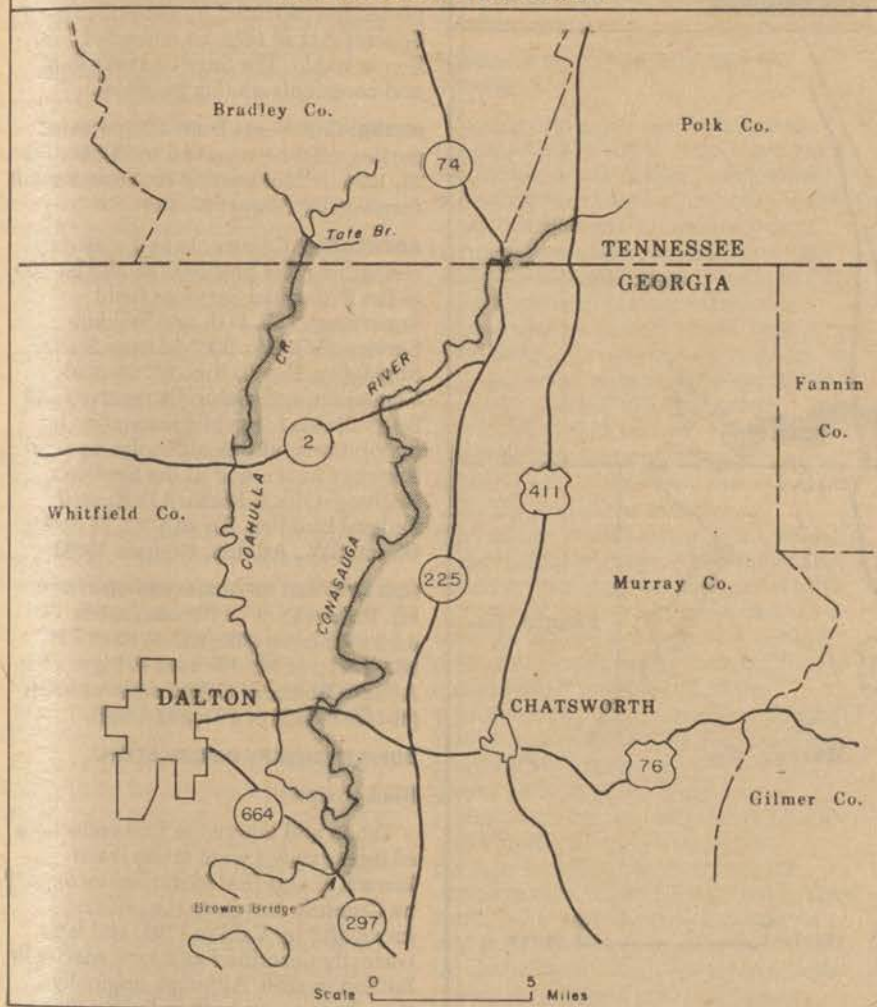 Bradley Co.
Polk Co.
74
Tate Br.
TENNESSEE
GEORGIA
CR.
RIVER
Fannin
Co.
2
411
Whitfield Co.
COAHULLA
CONASAUGA
225
Murray Co.
DALTON
CHATSWORTH
76
664
Gilmer Co.
Browns Bridge
297
Scale 0 5 Miles